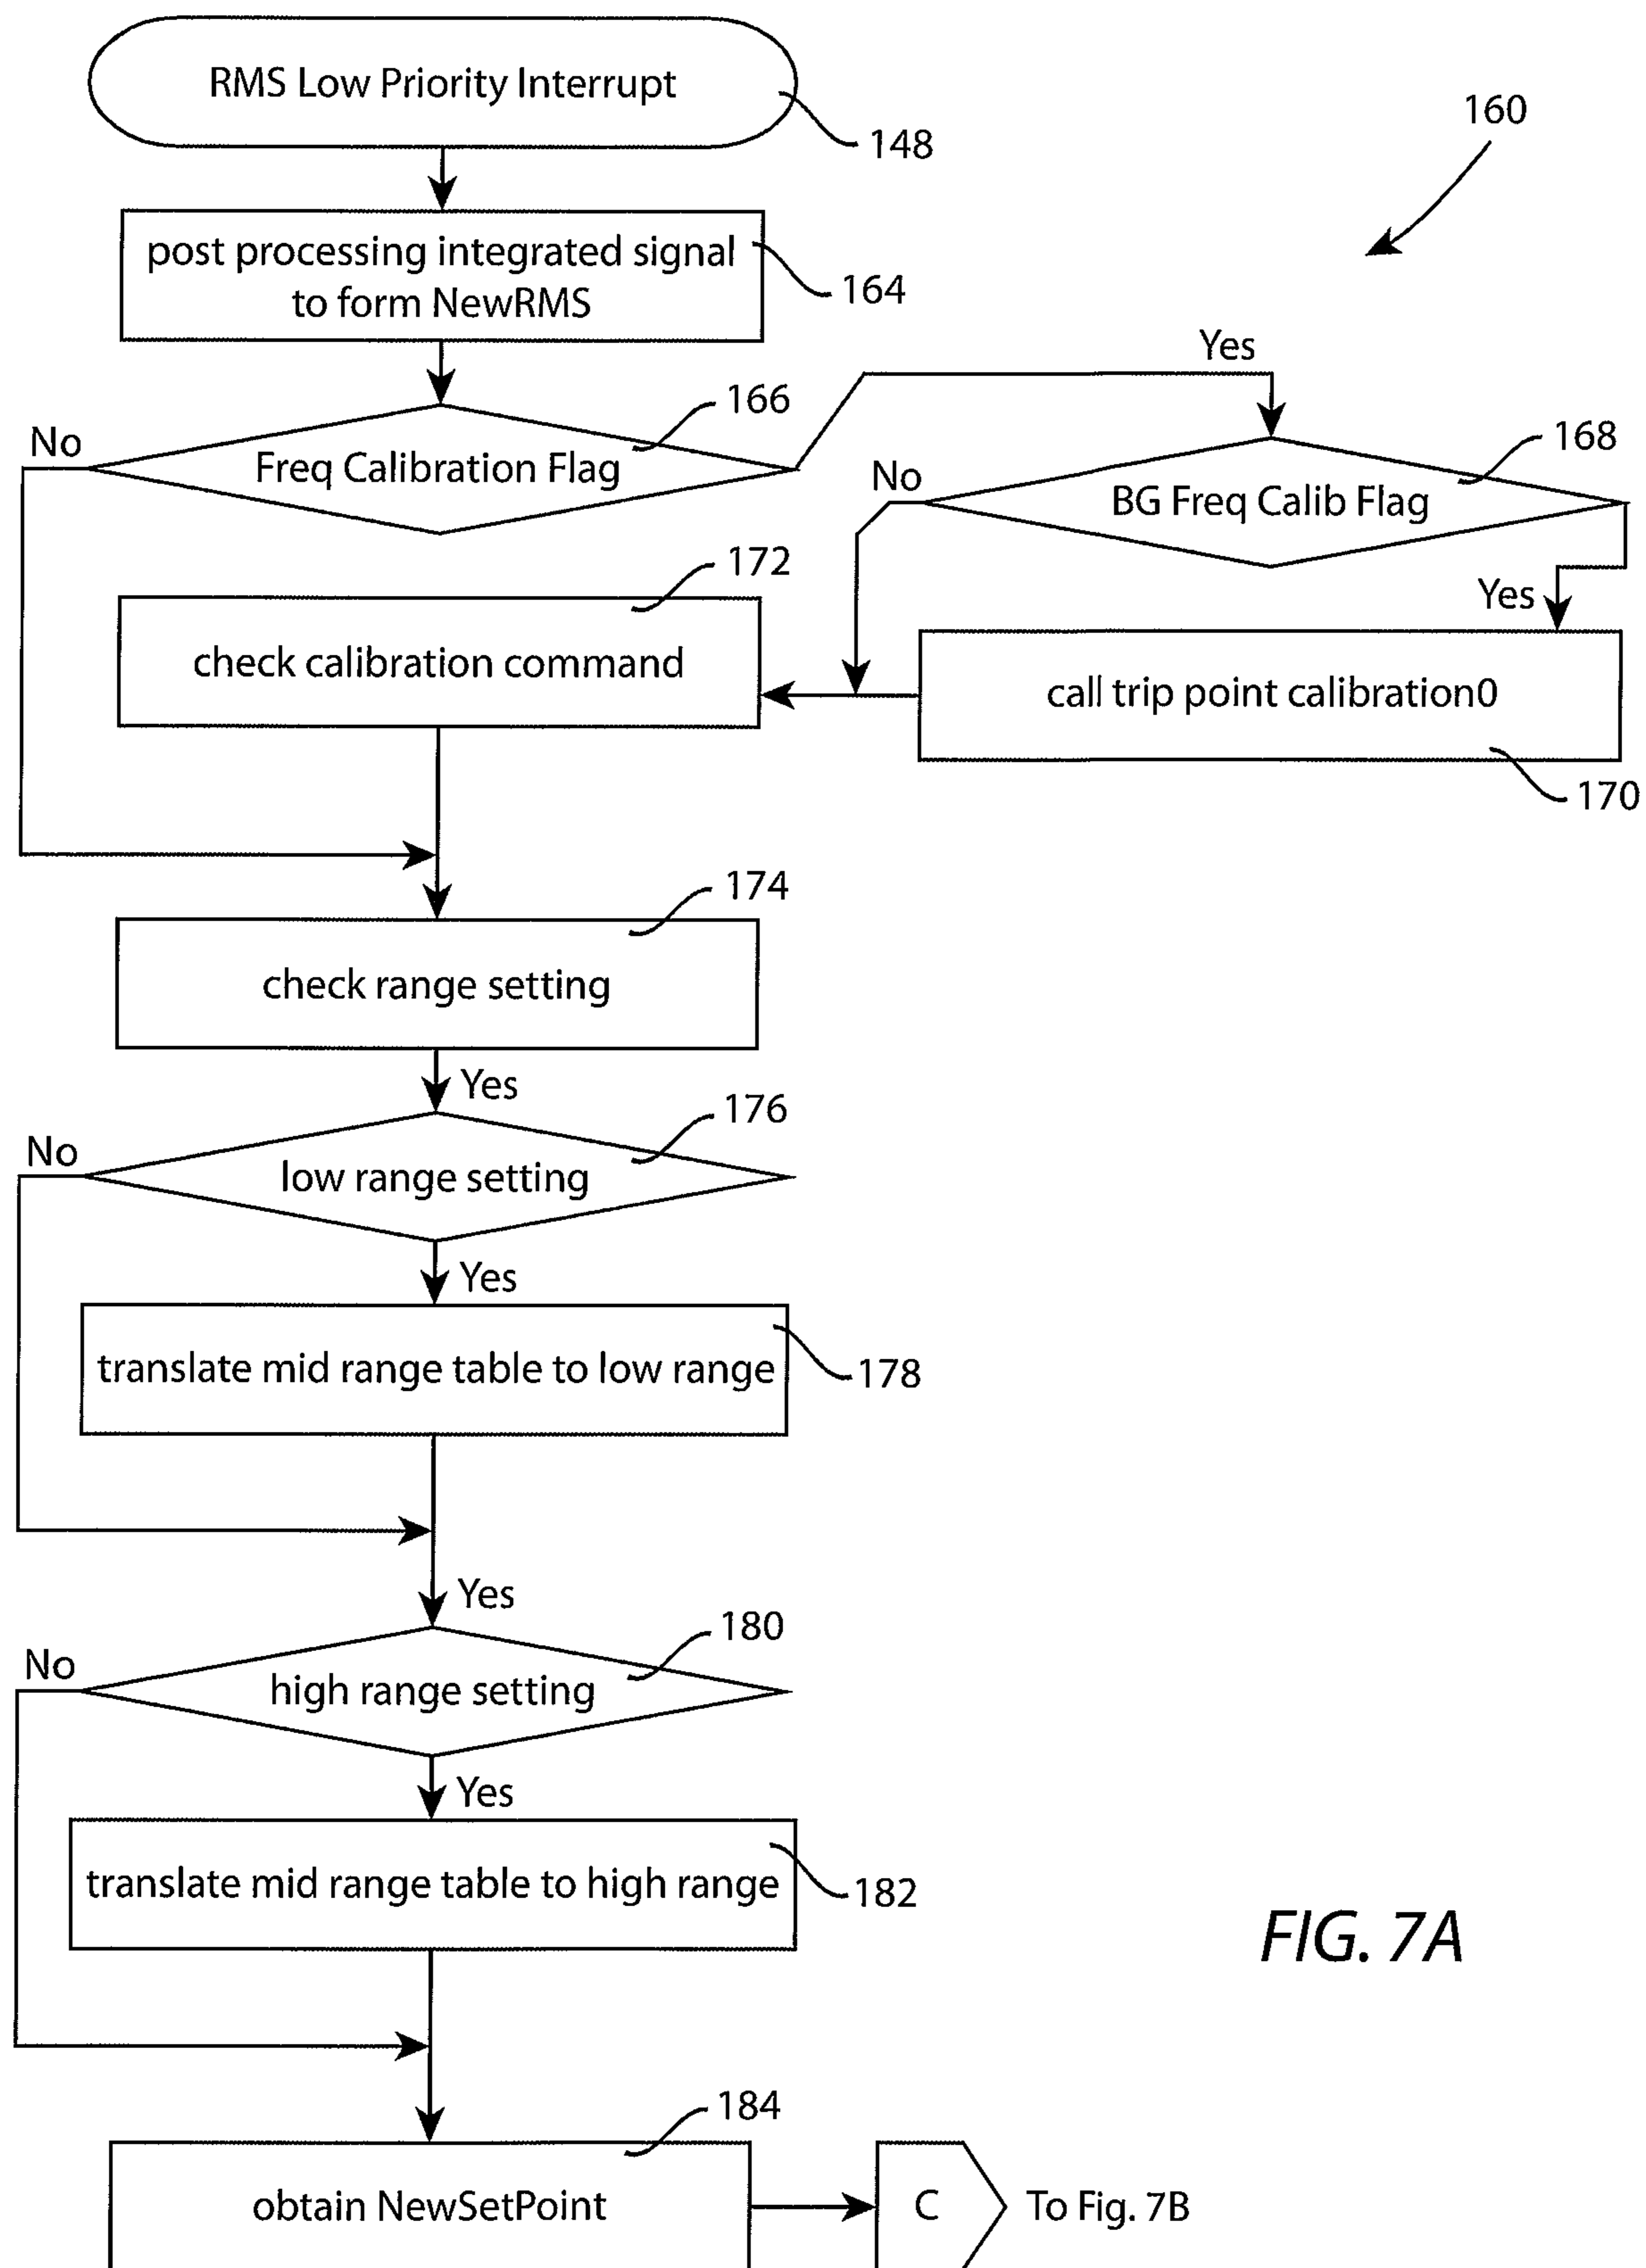 RMS Low Priority Interrupt
148
160
post processing integrated signal
to form NewRMS
164
Yes
166
No
Freq Calibration Flag
168
No
BG Freq Calib Flag
172
Yes
check calibration command
call trip point calibration0
170
174
check range setting
Yes
176
No
low range setting
Yes
translate mid range table to low range
178
Yes
180
No
high range setting
Yes
translate mid range table to high range
182
FIG. 7A
184
obtain NewSetPoint
C
To Fig. 7B